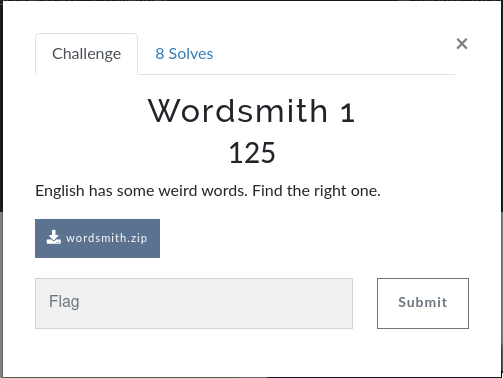 Challenge
8 Solves
×
Wordsmith 1
125
English has some weird words. Find the right one.
wordsmith.zip
Flag
Submit